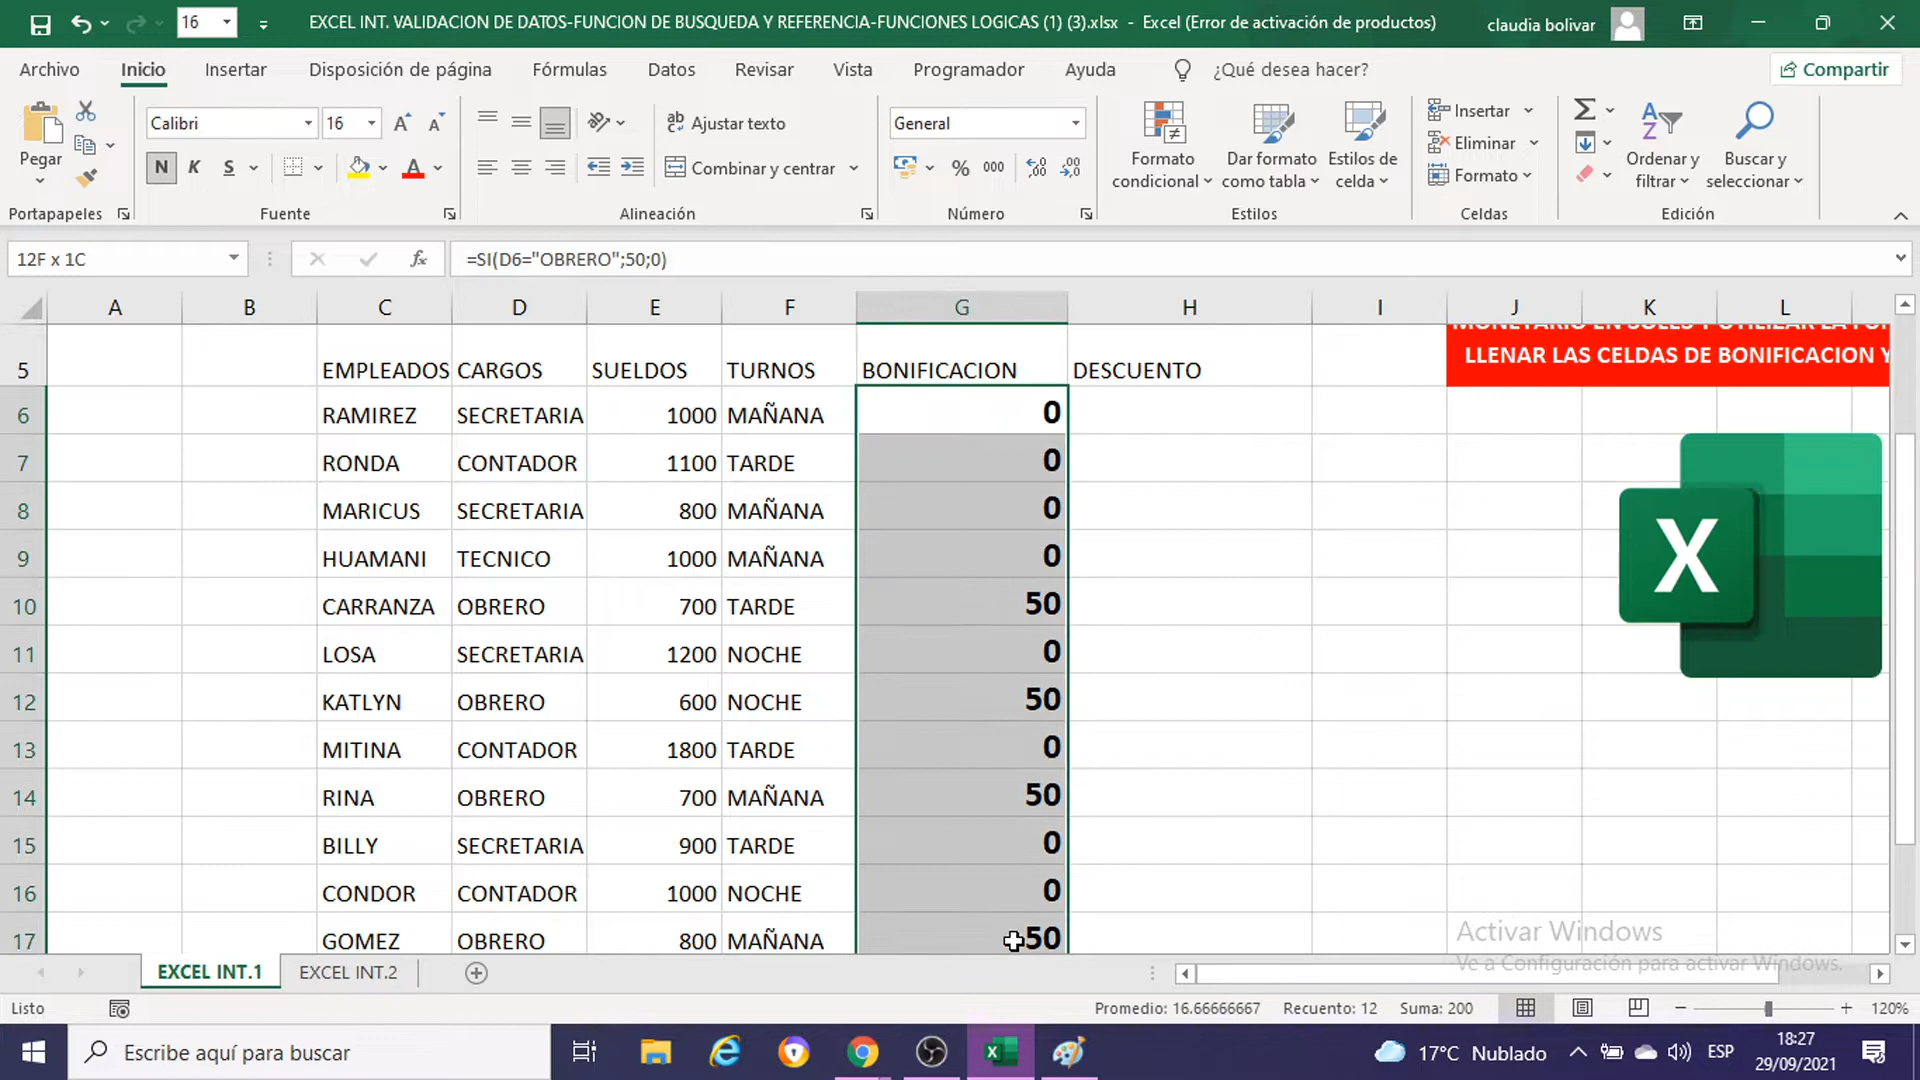 16
EXCEL INT. VALIDACION DE DATOS-FUNCION DE BUSQUEDA Y REFERENCIA-FUNCIONES LOGICAS (1) (3).xlsx - Excel (Error de activación de productos)
claudia bolivar
Archivo Inicio Insertar Disposición de página Fórmulas Datos Revisar Vista Programador Ayuda ¿Qué desea hacer? Compartir
Pegar
Calibri 16
N K S
Ajustar texto
Combinar y centrar
General
% 000
Formato condicional
Dar formato como tabla
Estilos de celda
Insertar
Eliminar
Formato
Ordenar y filtrar
Buscar y seleccionar
Portapapeles Fuente Alineación Número Estilos Celdas Edición
12F x 1C fx =SI(D6="OBRERO";50;0)
A B C D E F G H I J K L
LLENAR LAS CELDAS DE BONIFICACION Y
5 EMPLEADOS CARGOS SUELDOS TURNOS BONIFICACION DESCUENTO
6 RAMIREZ SECRETARIA 1000 MAÑANA 0
7 RONDA CONTADOR 1100 TARDE 0
8 MARICUS SECRETARIA 800 MAÑANA 0
9 HUAMANI TECNICO 1000 MAÑANA 0
10 CARRANZA OBRERO 700 TARDE 50
11 LOSA SECRETARIA 1200 NOCHE 0
12 KATLYN OBRERO 600 NOCHE 50
13 MITINA CONTADOR 1800 TARDE 0
14 RINA OBRERO 700 MAÑANA 50
15 BILLY SECRETARIA 900 TARDE 0
16 CONDOR CONTADOR 1000 NOCHE 0
17 GOMEZ OBRERO 800 MAÑANA 50
X
Activar Windows
Ve a Configuración para activar Windows.
EXCEL INT.1 EXCEL INT.2
Listo Promedio: 16.66666667 Recuento: 12 Suma: 200 120%
Escribe aquí para buscar
17°C Nublado ESP
18:27
29/09/2021